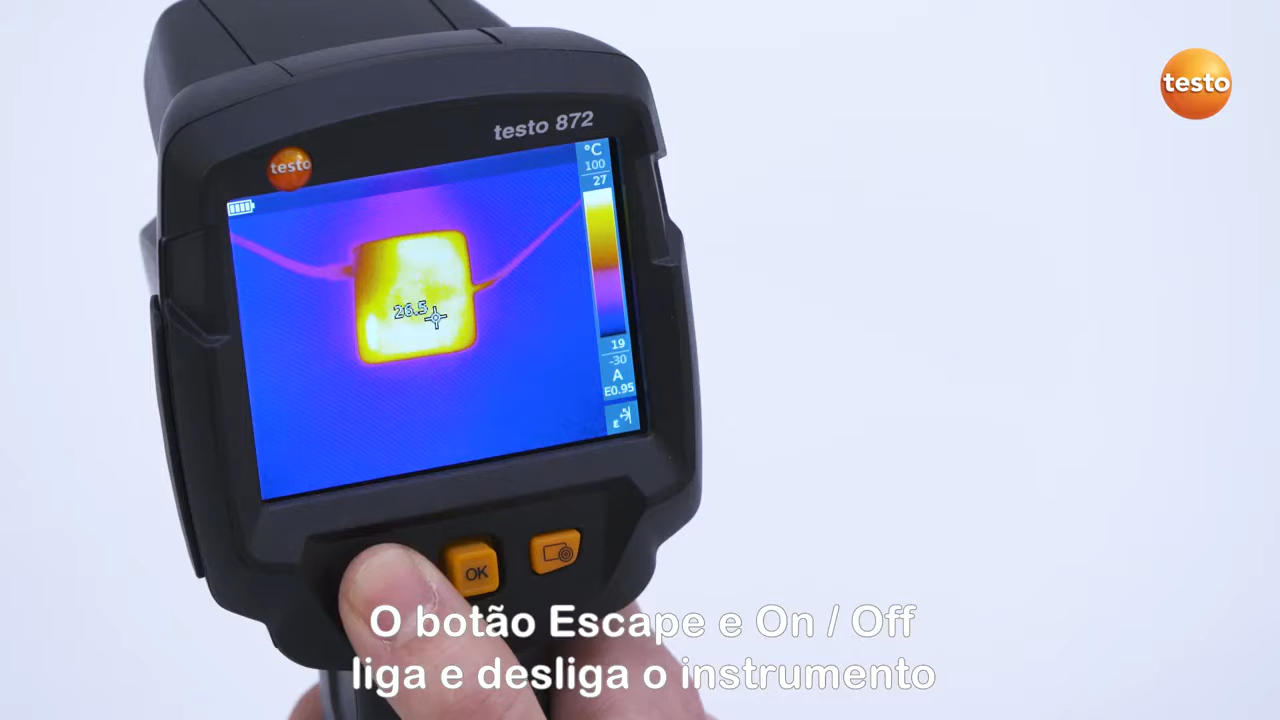 testo
testo 872
testo
°C
100
27
26.5
19
-30
A
E0.95
ε
OK
O botão Escape e On / Off
liga e desliga o instrumento